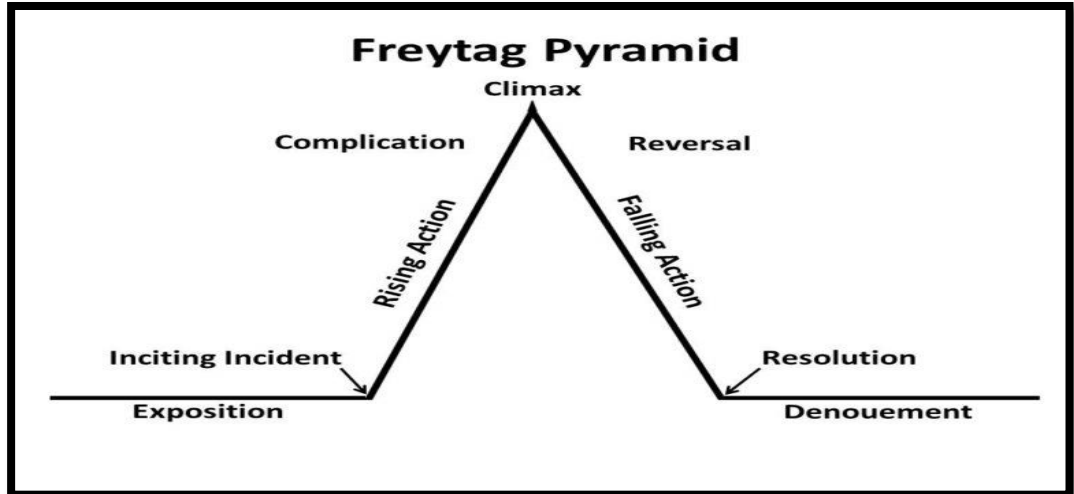 Freytag Pyramid
Climax
Complication
Reversal
Rising Action
Falling Action
Inciting Incident
Resolution
Exposition
Denouement